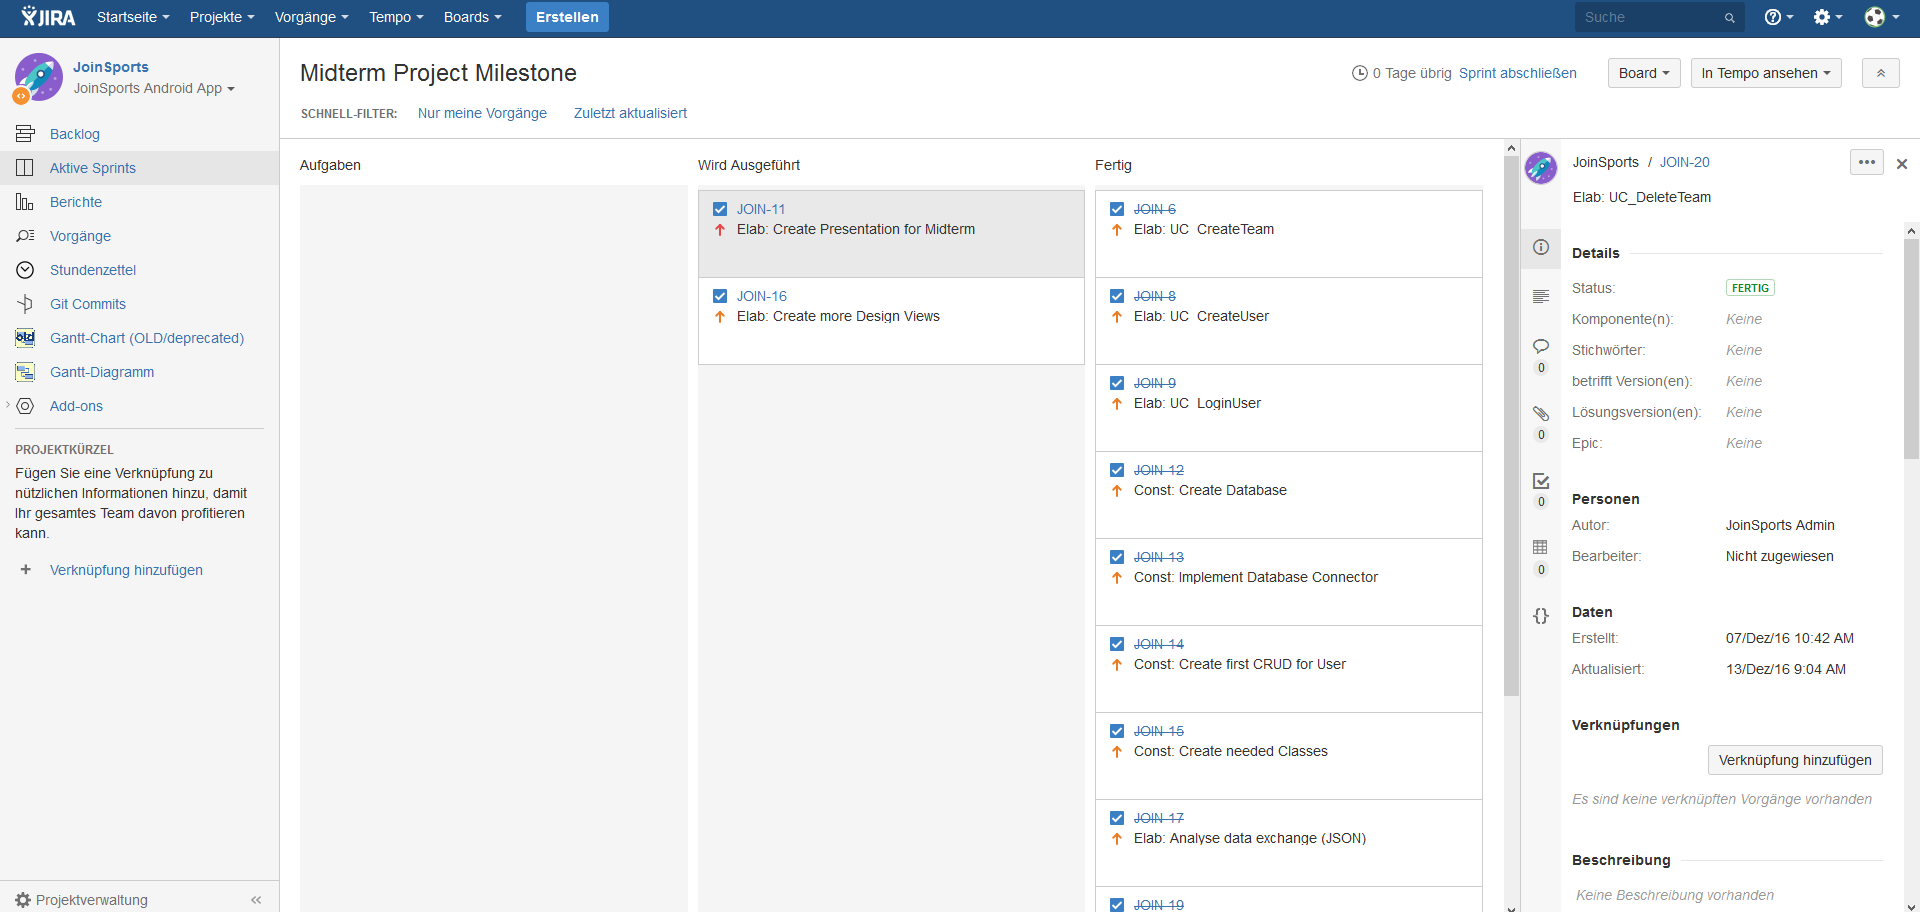 JIRA Startseite Projekte Vorgänge Tempo Boards Erstellen Suche
JoinSports
JoinSports Android App
Backlog
Aktive Sprints
Berichte
Vorgänge
Stundenzettel
Git Commits
old Gantt-Chart (OLD/deprecated)
Gantt-Diagramm
Add-ons
PROJEKTKÜRZEL
Fügen Sie eine Verknüpfung zu
nützlichen Informationen hinzu, damit
Ihr gesamtes Team davon profitieren
kann.
+ Verknüpfung hinzufügen
Projektverwaltung «
Midterm Project Milestone
0 Tage übrig Sprint abschließen Board In Tempo ansehen
SCHNELL-FILTER: Nur meine Vorgänge Zuletzt aktualisiert
Aufgaben
Wird Ausgeführt
JOIN-11
Elab: Create Presentation for Midterm
JOIN-16
Elab: Create more Design Views
Fertig
JOIN-6
Elab: UC_CreateTeam
JOIN-8
Elab: UC_CreateUser
JOIN-9
Elab: UC_LoginUser
JOIN-12
Const: Create Database
JOIN-13
Const: Implement Database Connector
JOIN-14
Const: Create first CRUD for User
JOIN-15
Const: Create needed Classes
JOIN-17
Elab: Analyse data exchange (JSON)
JOIN-19
JoinSports / JOIN-20
Elab: UC_DeleteTeam
0
0
0
0
{}
Details
Status: FERTIG
Komponente(n): Keine
Stichwörter: Keine
betrifft Version(en): Keine
Lösungsversion(en): Keine
Epic: Keine
Personen
Autor: JoinSports Admin
Bearbeiter: Nicht zugewiesen
Daten
Erstellt: 07/Dez/16 10:42 AM
Aktualisiert: 13/Dez/16 9:04 AM
Verknüpfungen
Verknüpfung hinzufügen
Es sind keine verknüpften Vorgänge vorhanden
Beschreibung
Keine Beschreibung vorhanden